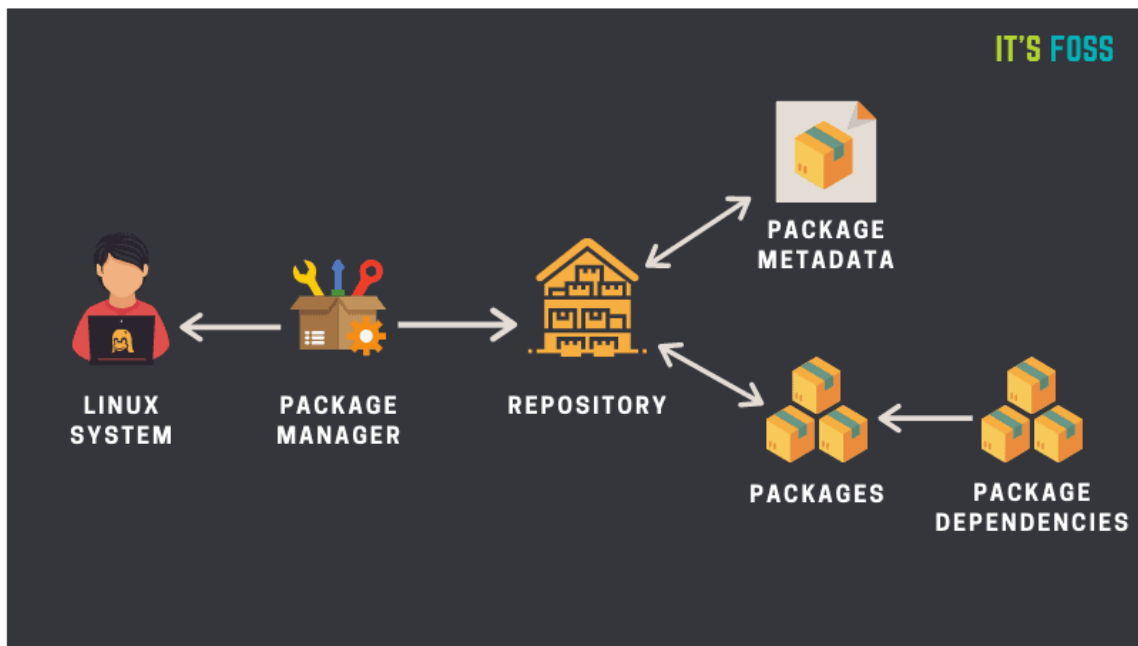 IT'S FOSS
PACKAGE
METADATA
LINUX
SYSTEM
PACKAGE
MANAGER
REPOSITORY
PACKAGES
PACKAGE
DEPENDENCIES